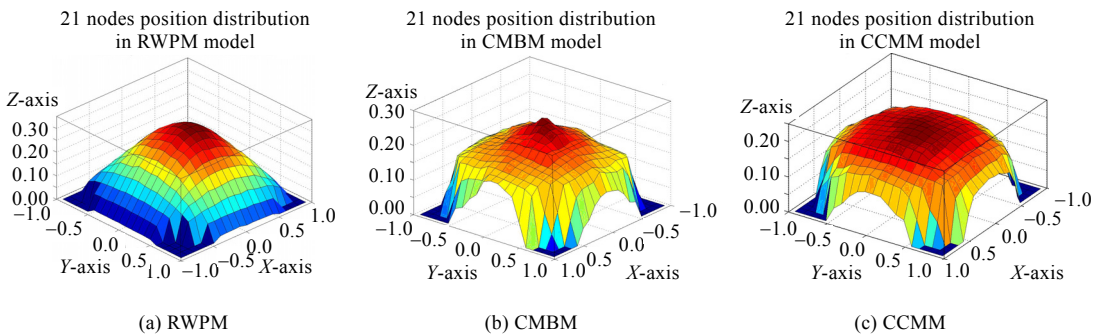 21 nodes position distribution
in RWPM model
Z-axis
0.30
0.20
0.10
0.00
−1.0
−0.5
0.0
0.5
1.0
Y-axis
−1.0
−0.5
0.0
0.5
1.0
X-axis
(a) RWPM
21 nodes position distribution
in CMBM model
Z-axis
0.30
0.20
0.10
0.00
−1.0
−0.5
0.0
0.5
1.0
Y-axis
1.0
0.5
0.0
−0.5
−1.0
X-axis
(b) CMBM
21 nodes position distribution
in CCMM model
Z-axis
0.20
0.10
0.00
−1.0
−0.5
0.0
0.5
1.0
Y-axis
1.0
0.5
0.0
−0.5
−1.0
X-axis
(c) CCMM